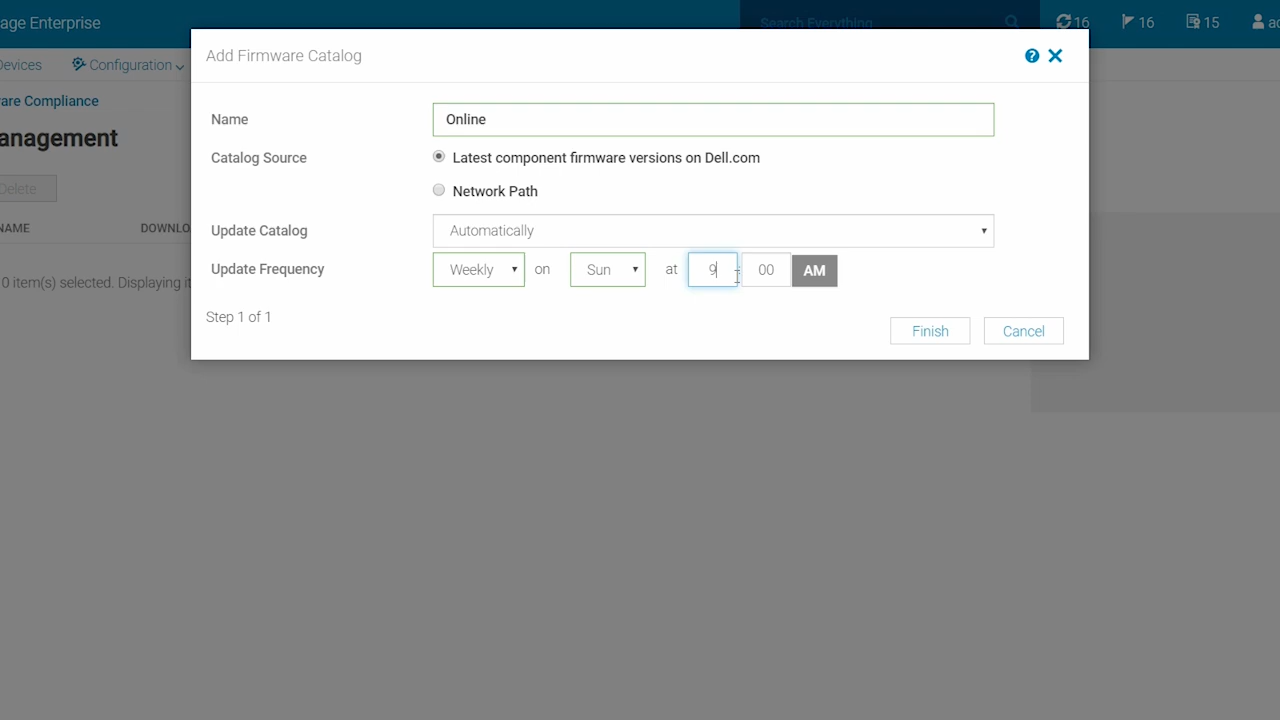 age Enterprise
Search Everything
16
16
15
Devices
Configuration
are Compliance
anagement
Delete
NAME
DOWNLO
0 item(s) selected. Displaying it
Add Firmware Catalog
Name
Online
Catalog Source
Latest component firmware versions on Dell.com
Network Path
Update Catalog
Automatically
Update Frequency
Weekly on Sun at 9 : 00 AM
Step 1 of 1
Finish
Cancel